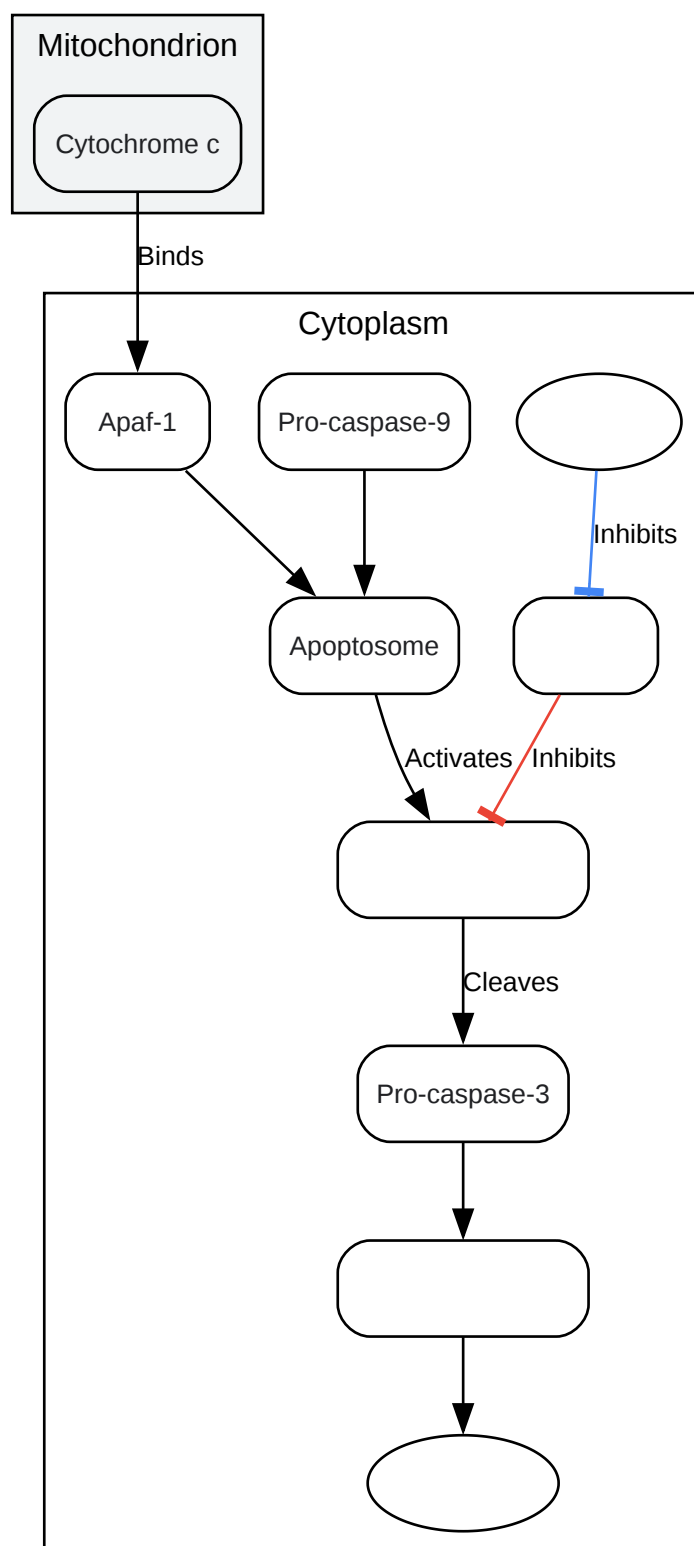 Mitochondrion
Cytochrome c
Binds
Cytoplasm
Apaf-1
Pro-caspase-9
Inhibits
Apoptosome
Activates
Inhibits
Cleaves
Pro-caspase-3